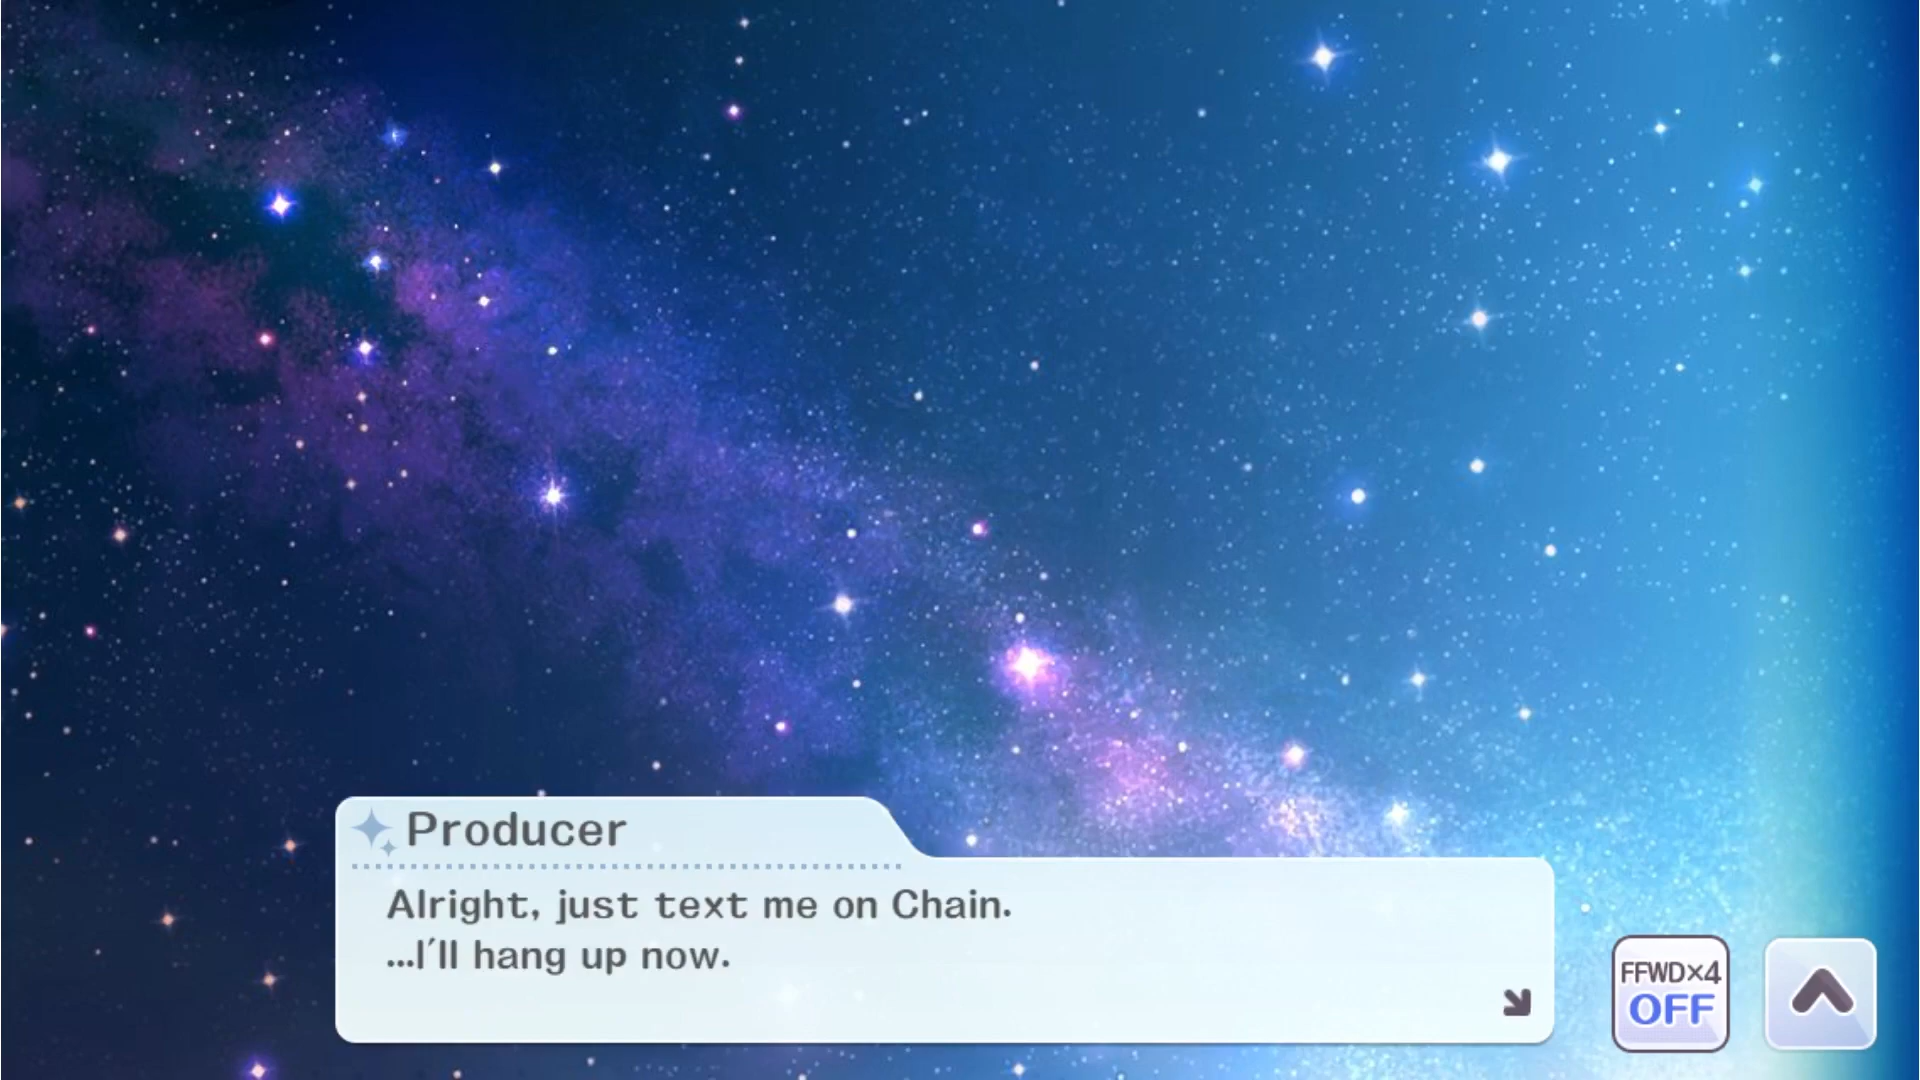 Producer
Alright, just text me on Chain.
...I'll hang up now.
FFWD×4
OFF